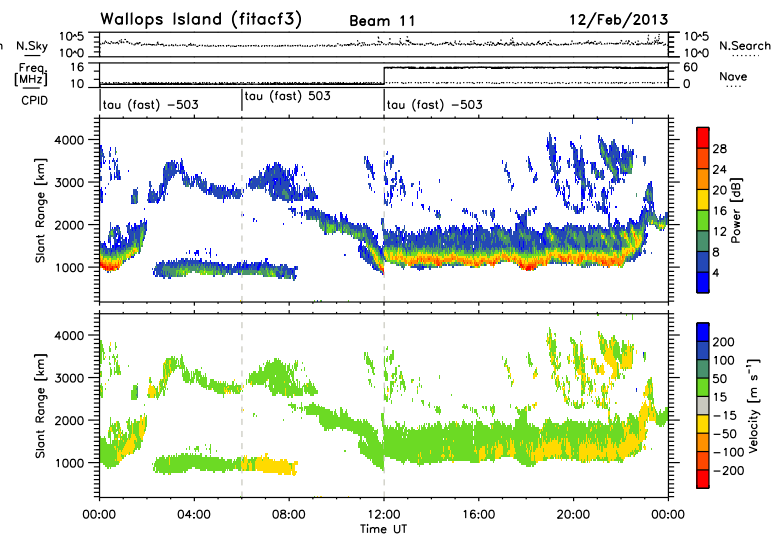 Wallops Island (fitacf3) Beam 11 12/Feb/2013
n N.Sky 10^5 10^0 10^5 10^0 N.Search
Freq. [MHz] 16 10 60 0 Nave
CPID tau (fast) -503 tau (fast) 503 tau (fast) -503
4000
3000
2000
1000
Slant Range [km]
28
24
20
16
12
8
4
Power [dB]
4000
3000
2000
1000
Slant Range [km]
200
100
50
15
-15
-50
-100
-200
Velocity [m s⁻¹]
00:00 04:00 08:00 12:00 16:00 20:00 00:00
Time UT